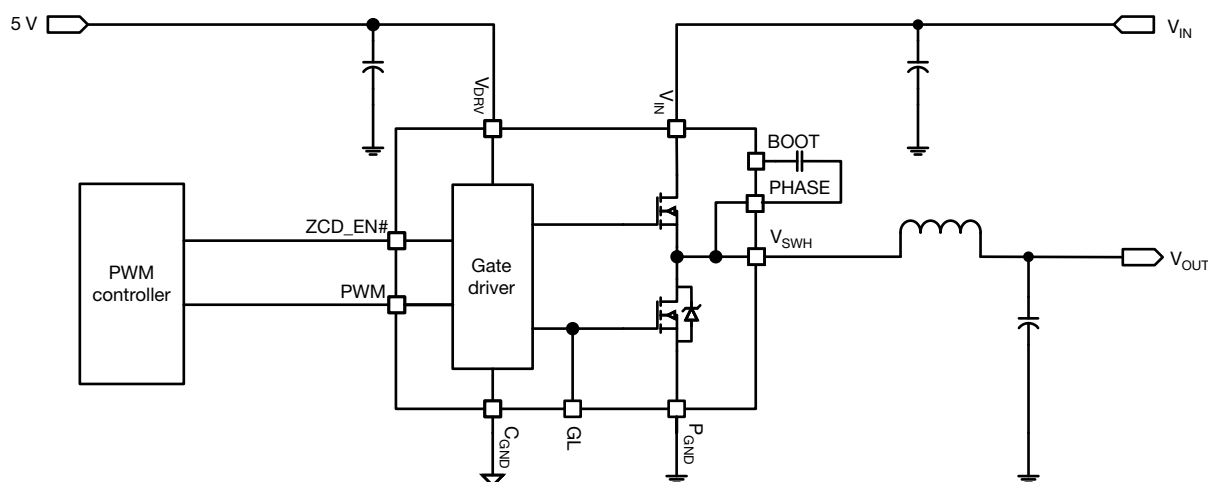 5 V
V_IN
V_DRV
V_IN
BOOT
PHASE
ZCD_EN#
V_SWH
PWM
controller
Gate
driver
V_OUT
PWM
C_GND
GL
P_GND